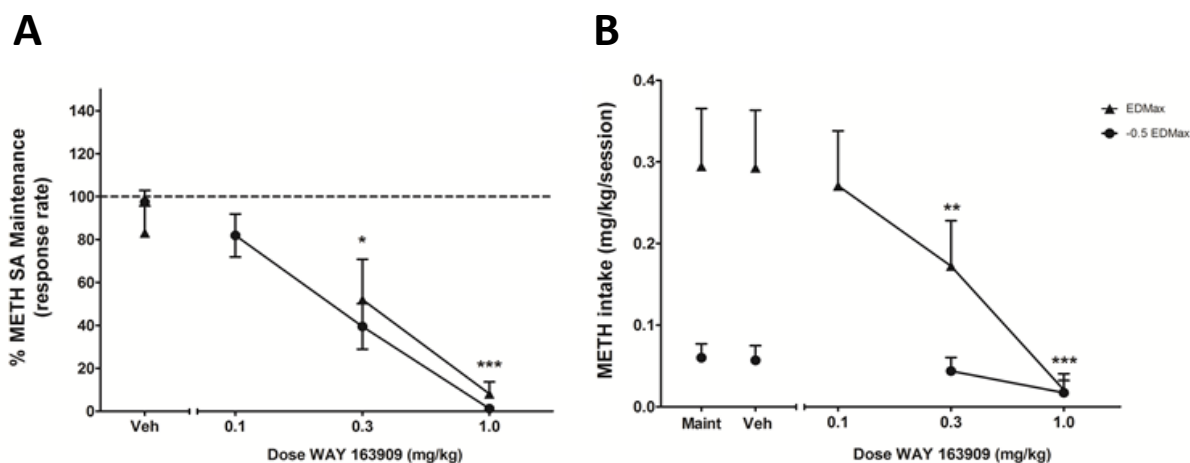 A
B
% METH SA Maintenance
(response rate)
140
120
100
80
60
40
20
0
*
***
Veh
0.1
0.3
1.0
Dose WAY 163909 (mg/kg)
METH intake (mg/kg/session)
0.4
0.3
0.2
0.1
0.0
**
***
Maint
Veh
0.1
0.3
1.0
Dose WAY 163909 (mg/kg)
EDMax
-0.5 EDMax